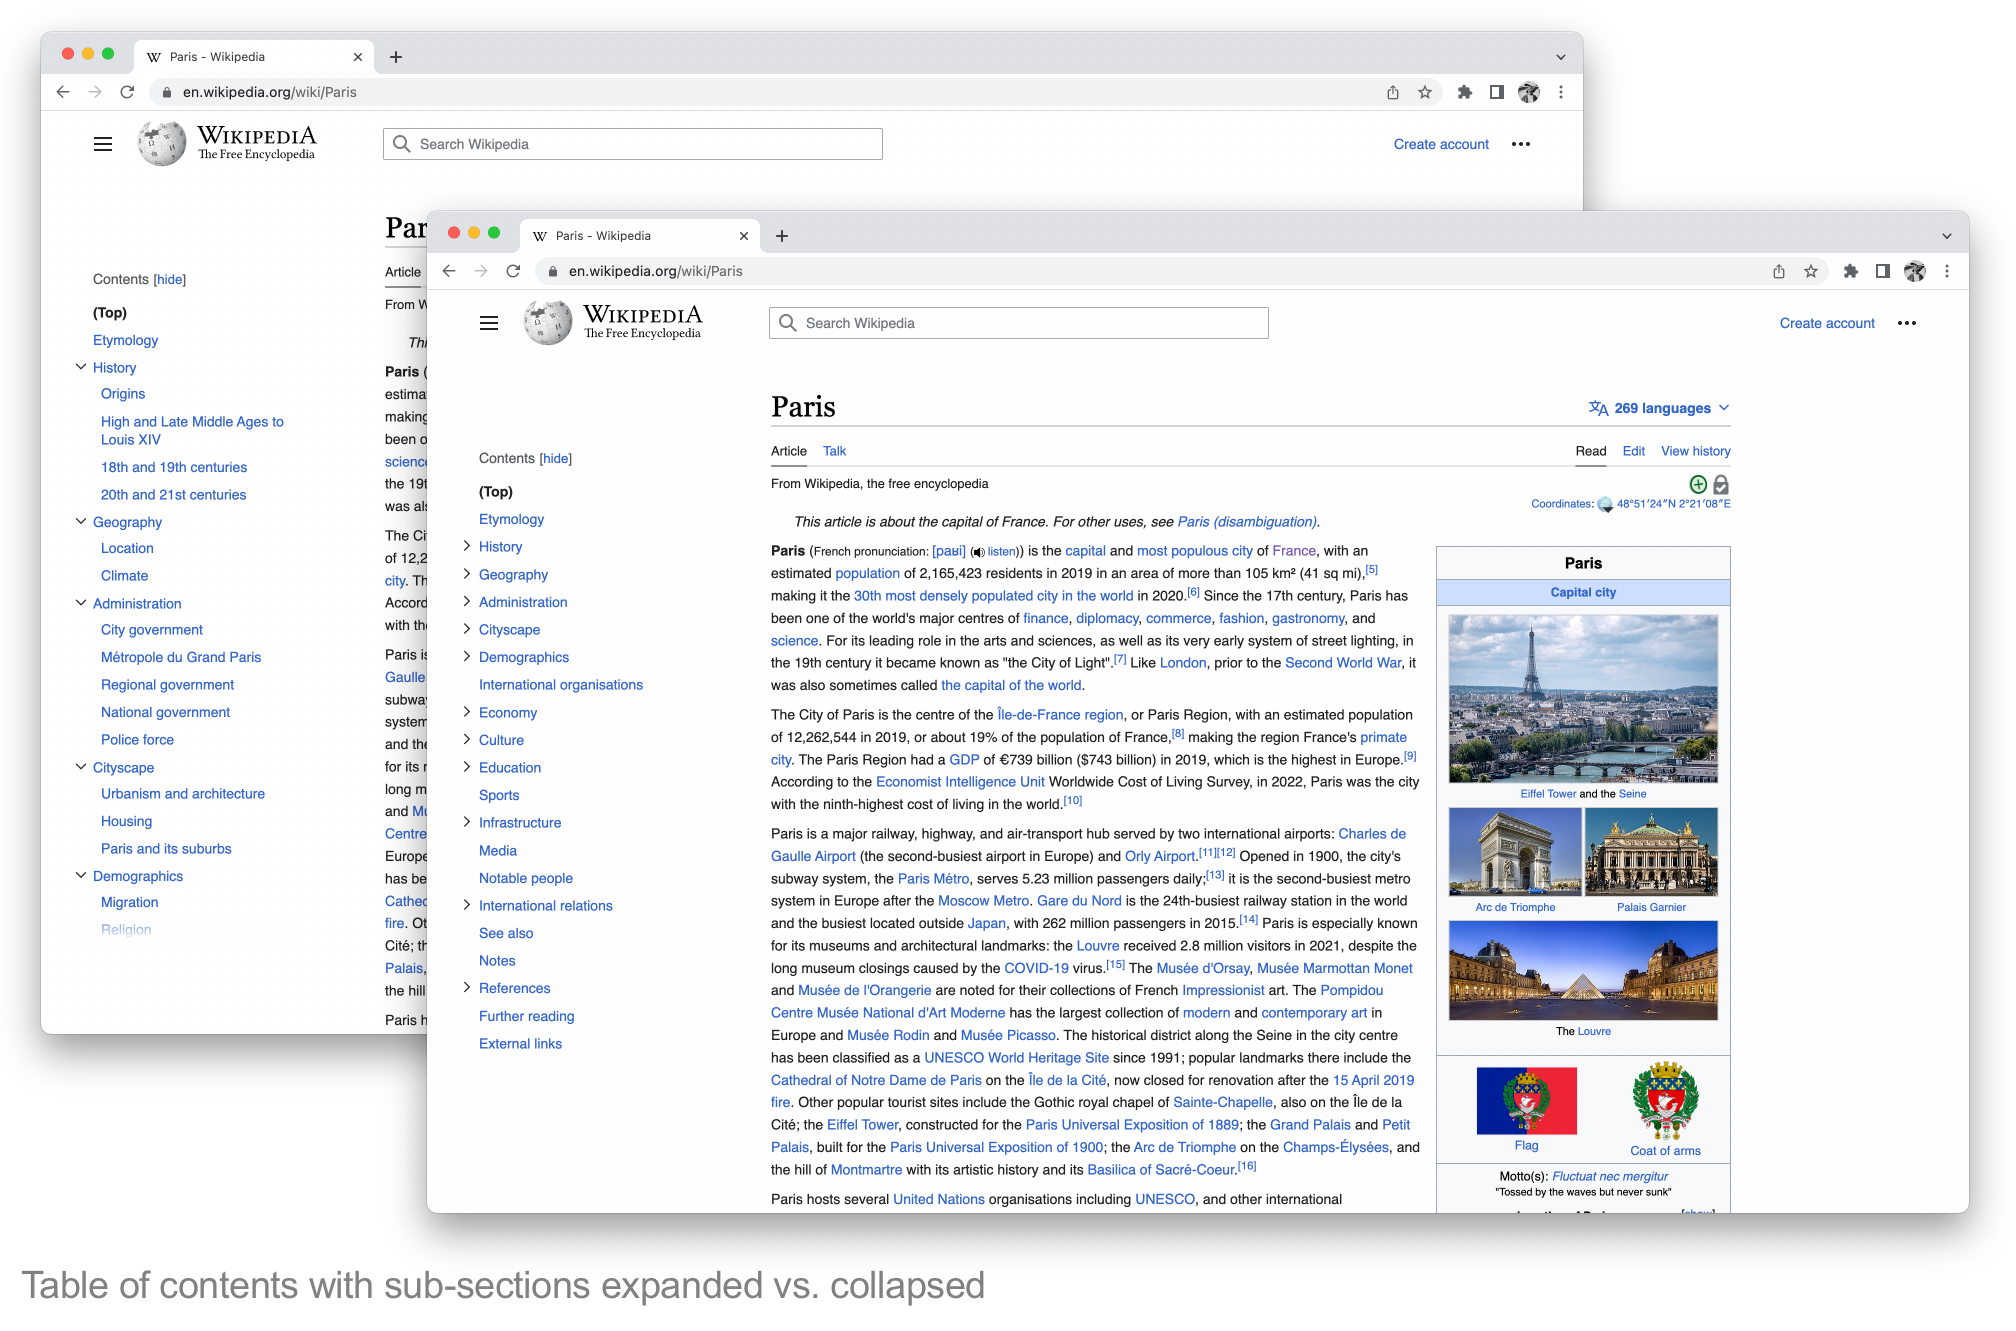 Paris - Wikipedia
en.wikipedia.org/wiki/Paris
WIKIPEDIA
The Free Encyclopedia
Search Wikipedia
Create account
Contents [hide]
(Top)
Etymology
History
Origins
High and Late Middle Ages to
Louis XIV
18th and 19th centuries
20th and 21st centuries
Geography
Location
Climate
Administration
City government
Métropole du Grand Paris
Regional government
National government
Police force
Cityscape
Urbanism and architecture
Housing
Paris and its suburbs
Demographics
Migration
Religion
Par
Article
From W
Thi
Paris (
estima
making
been o
science
the 19t
was als
The Ci
of 12,2
city. Th
Accord
with the
Paris is
Gaulle
subway
system
and the
for its r
long m
and Mu
Centre
Europe
has be
Cathed
fire. Ot
Cité; th
Palais,
the hill
Paris h
Paris - Wikipedia
en.wikipedia.org/wiki/Paris
WIKIPEDIA
The Free Encyclopedia
Search Wikipedia
Create account
Contents [hide]
(Top)
Etymology
History
Geography
Administration
Cityscape
Demographics
International organisations
Economy
Culture
Education
Sports
Infrastructure
Media
Notable people
International relations
See also
Notes
References
Further reading
External links
Paris
269 languages
Article Talk
Read Edit View history
From Wikipedia, the free encyclopedia
Coordinates: 48°51′24″N 2°21′08″E
This article is about the capital of France. For other uses, see Paris (disambiguation).
Paris (French pronunciation: [paʁi] (listen)) is the capital and most populous city of France, with an
estimated population of 2,165,423 residents in 2019 in an area of more than 105 km² (41 sq mi),[5]
making it the 30th most densely populated city in the world in 2020.[6] Since the 17th century, Paris has
been one of the world's major centres of finance, diplomacy, commerce, fashion, gastronomy, and
science. For its leading role in the arts and sciences, as well as its very early system of street lighting, in
the 19th century it became known as "the City of Light".[7] Like London, prior to the Second World War, it
was also sometimes called the capital of the world.
The City of Paris is the centre of the Île-de-France region, or Paris Region, with an estimated population
of 12,262,544 in 2019, or about 19% of the population of France,[8] making the region France's primate
city. The Paris Region had a GDP of €739 billion ($743 billion) in 2019, which is the highest in Europe.[9]
According to the Economist Intelligence Unit Worldwide Cost of Living Survey, in 2022, Paris was the city
with the ninth-highest cost of living in the world.[10]
Paris is a major railway, highway, and air-transport hub served by two international airports: Charles de
Gaulle Airport (the second-busiest airport in Europe) and Orly Airport.[11][12] Opened in 1900, the city's
subway system, the Paris Métro, serves 5.23 million passengers daily;[13] it is the second-busiest metro
system in Europe after the Moscow Metro. Gare du Nord is the 24th-busiest railway station in the world
and the busiest located outside Japan, with 262 million passengers in 2015.[14] Paris is especially known
for its museums and architectural landmarks: the Louvre received 2.8 million visitors in 2021, despite the
long museum closings caused by the COVID-19 virus.[15] The Musée d'Orsay, Musée Marmottan Monet
and Musée de l'Orangerie are noted for their collections of French Impressionist art. The Pompidou
Centre Musée National d'Art Moderne has the largest collection of modern and contemporary art in
Europe and Musée Rodin and Musée Picasso. The historical district along the Seine in the city centre
has been classified as a UNESCO World Heritage Site since 1991; popular landmarks there include the
Cathedral of Notre Dame de Paris on the Île de la Cité, now closed for renovation after the 15 April 2019
fire. Other popular tourist sites include the Gothic royal chapel of Sainte-Chapelle, also on the Île de la
Cité; the Eiffel Tower, constructed for the Paris Universal Exposition of 1889; the Grand Palais and Petit
Palais, built for the Paris Universal Exposition of 1900; the Arc de Triomphe on the Champs-Élysées, and
the hill of Montmartre with its artistic history and its Basilica of Sacré-Coeur.[16]
Paris hosts several United Nations organisations including UNESCO, and other international
Paris
Capital city
Eiffel Tower and the Seine
Arc de Triomphe
Palais Garnier
The Louvre
Flag
Coat of arms
Motto(s): Fluctuat nec mergitur
"Tossed by the waves but never sunk"
Table of contents with sub-sections expanded vs. collapsed